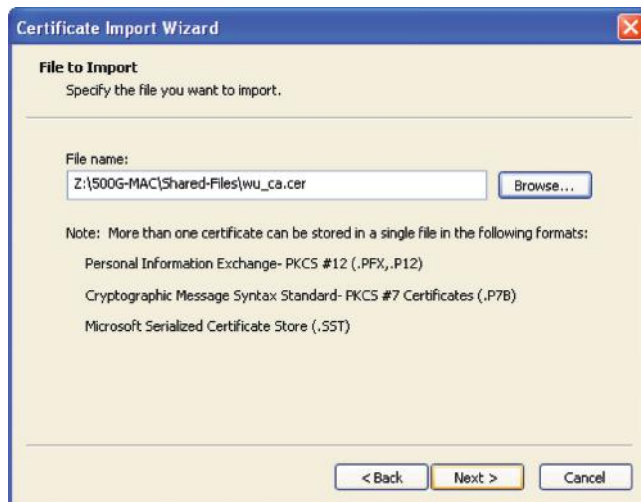 Certificate Import Wizard
File to Import
Specify the file you want to import.
File name:
Z:\500G-MAC\Shared-Files\wu_ca.cer
Browse...
Note: More than one certificate can be stored in a single file in the following formats:
Personal Information Exchange- PKCS #12 (.PFX,.P12)
Cryptographic Message Syntax Standard- PKCS #7 Certificates (.P7B)
Microsoft Serialized Certificate Store (.SST)
< Back Next > Cancel